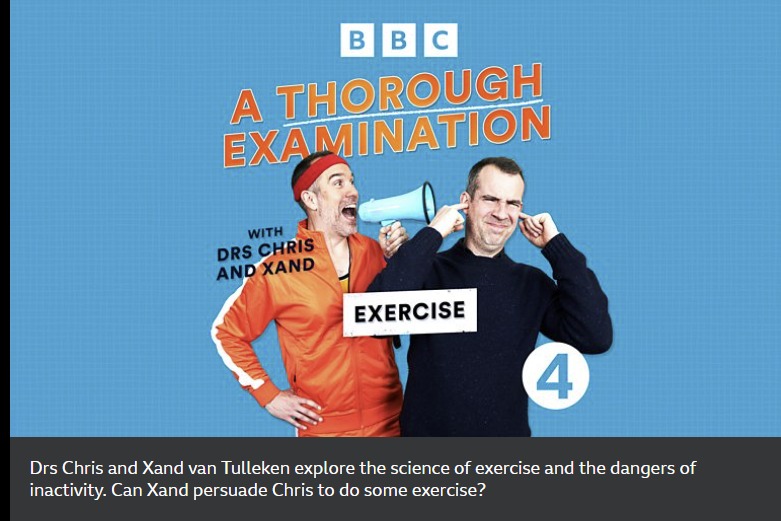 BBC
A THOROUGH
EXAMINATION
WITH
DRS CHRIS
AND XAND
EXERCISE
4
Drs Chris and Xand van Tulleken explore the science of exercise and the dangers of
inactivity. Can Xand persuade Chris to do some exercise?